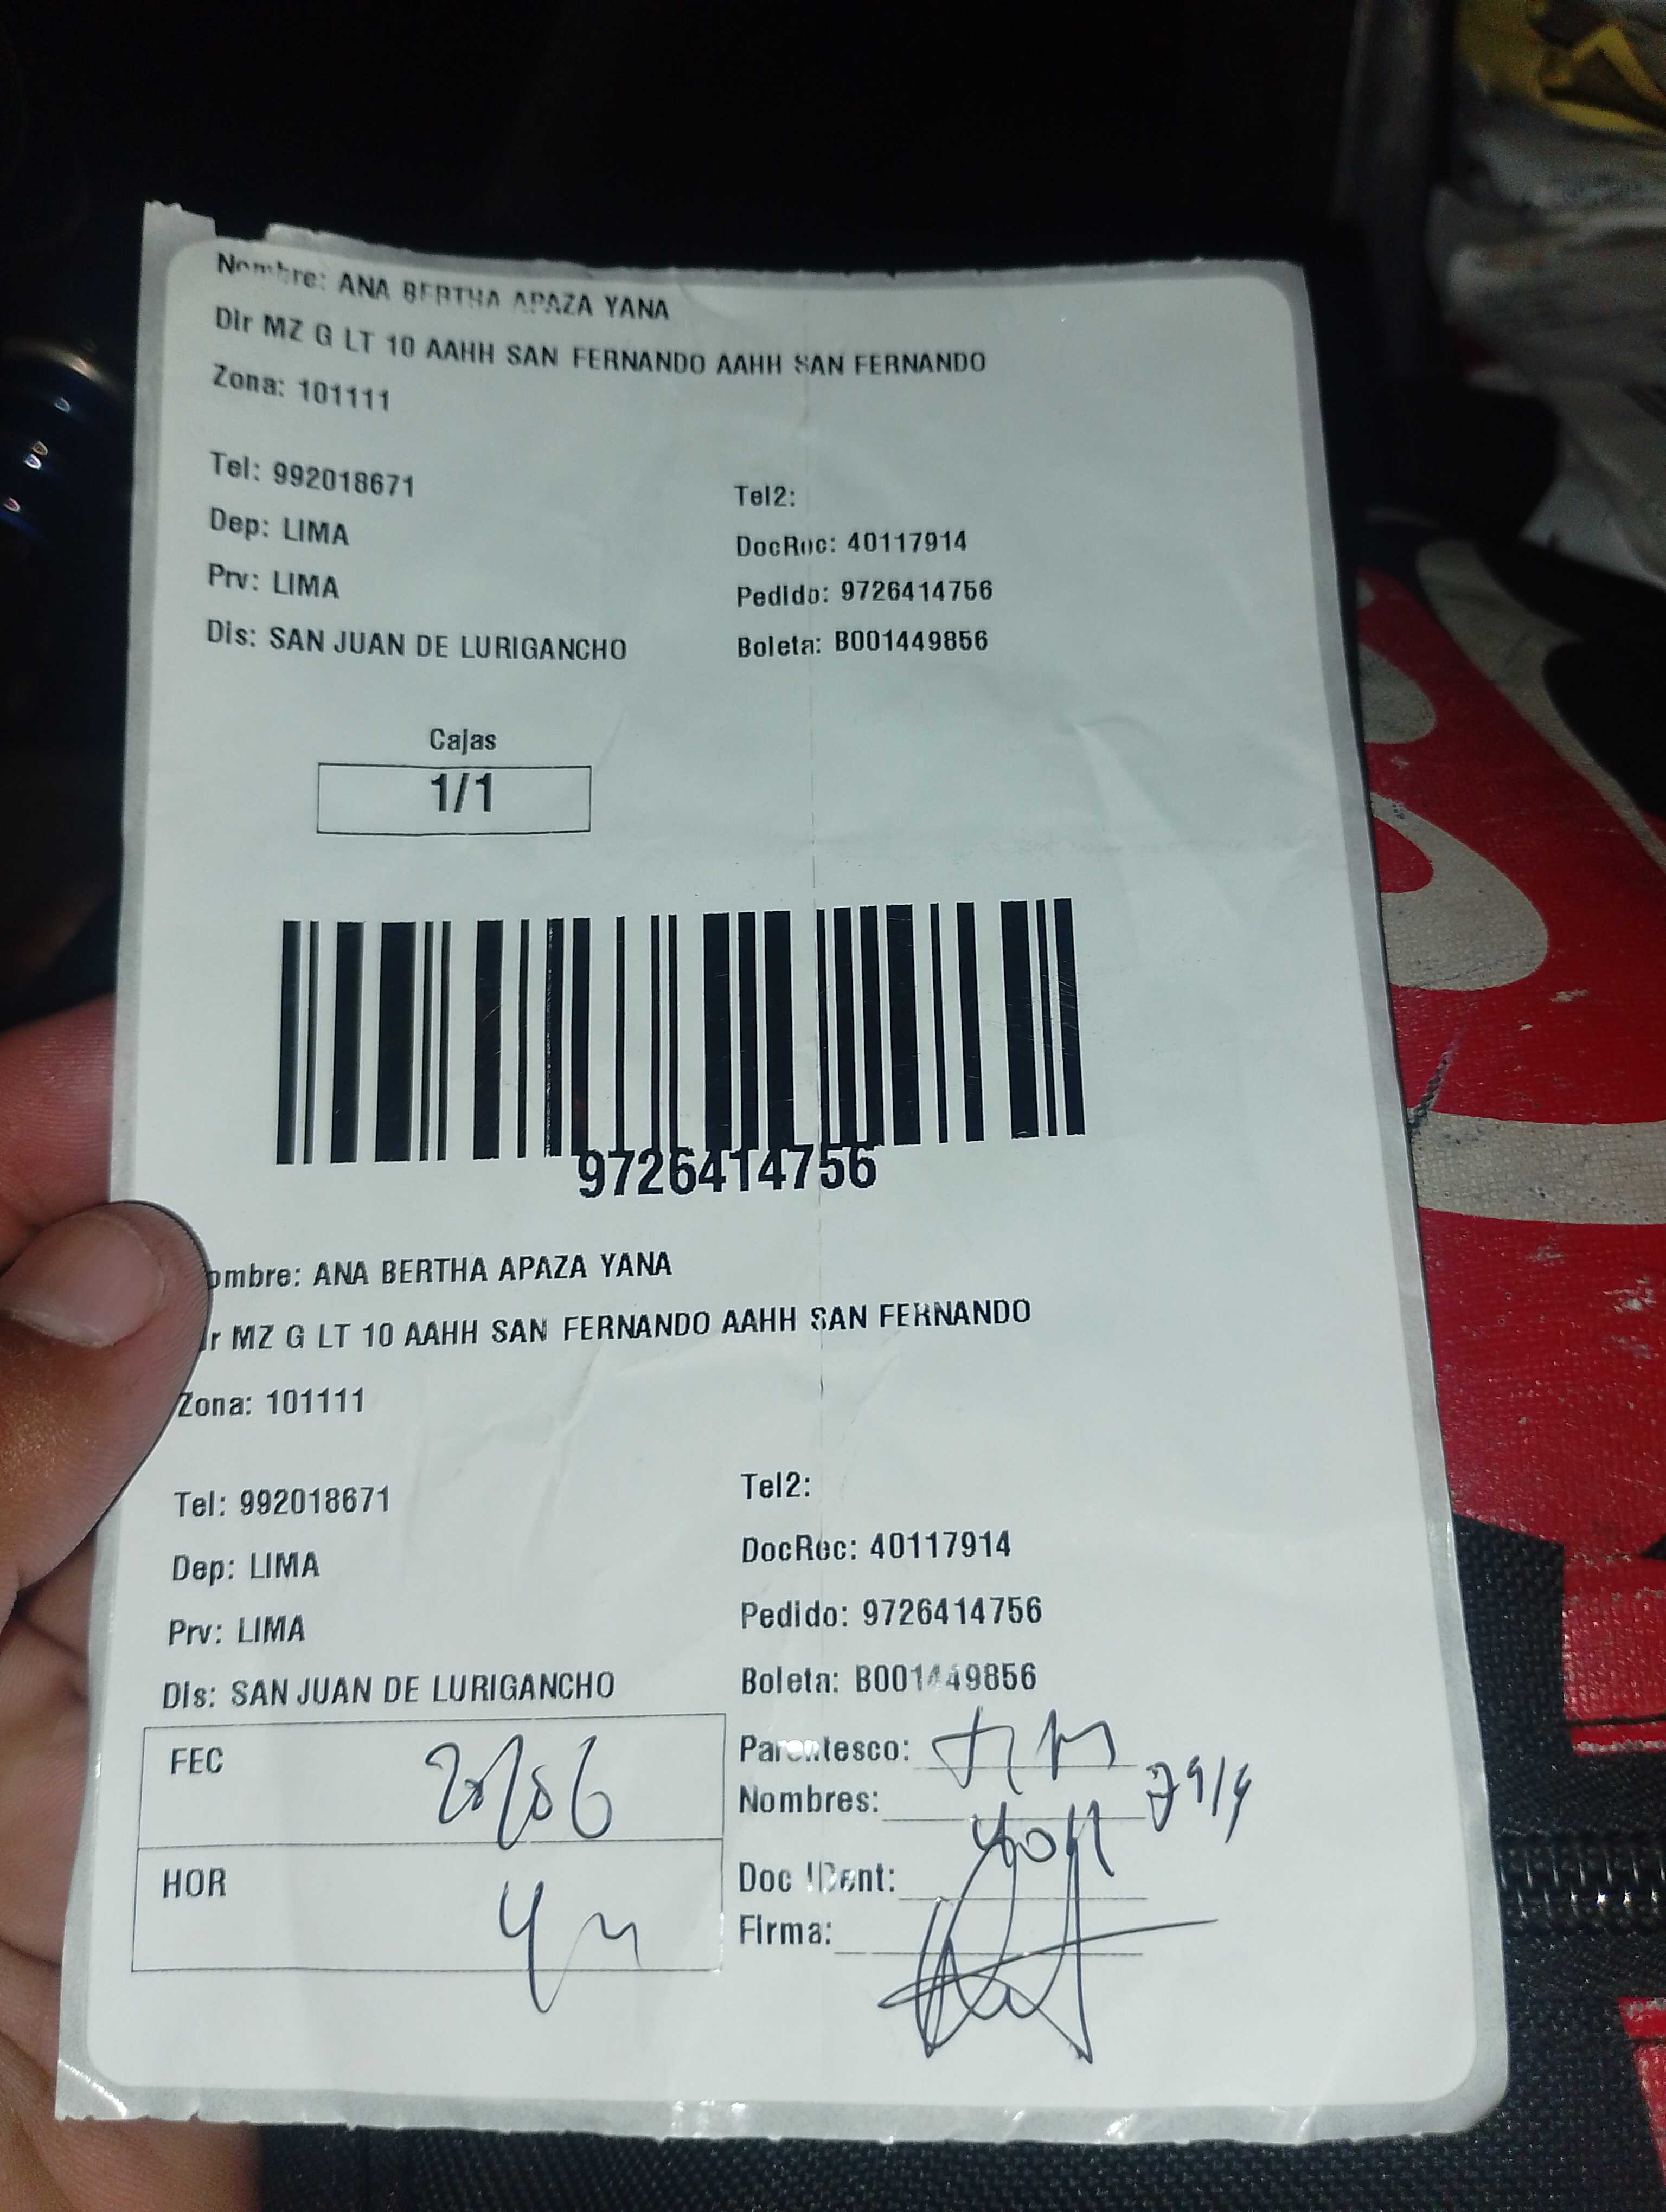 Nombre: ANA BERTHA APAZA YANA
Dir MZ G LT 10 AAHH SAN FERNANDO AAHH SAN FERNANDO
Zona: 101111
Tel: 992018671
Tel2:
Dep: LIMA
DocRec: 40117914
Prv: LIMA
Pedido: 9726414756
Dis: SAN JUAN DE LURIGANCHO
Boleta: B001449856
Cajas
1/1
9726414756
ombre: ANA BERTHA APAZA YANA
ir MZ G LT 10 AAHH SAN FERNANDO AAHH SAN FERNANDO
Zona: 101111
Tel: 992018671
Tel2:
Dep: LIMA
DocRec: 40117914
Prv: LIMA
Pedido: 9726414756
Dis: SAN JUAN DE LURIGANCHO
Boleta: B001449856
FEC
Parentesco:
Nombres:
HOR
Doc IDent:
Firma: